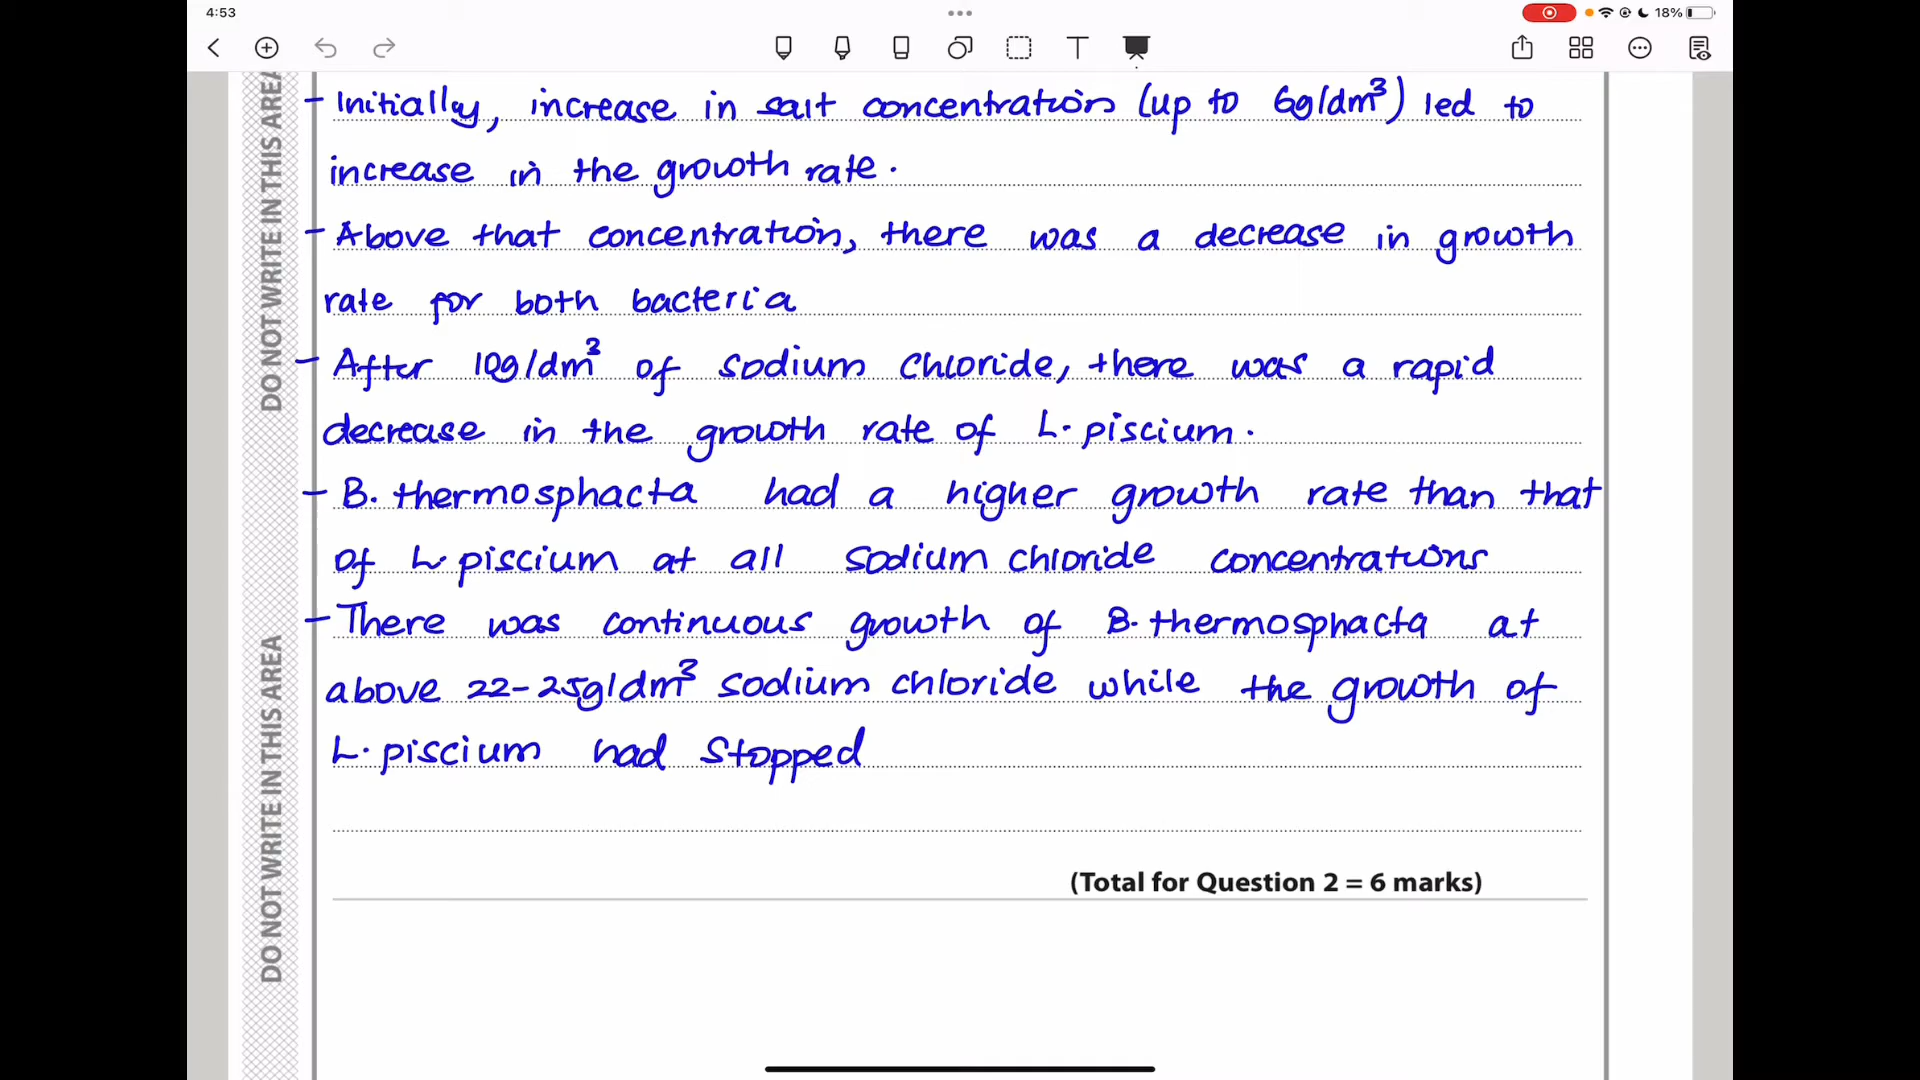 4:53
18%
DO NOT WRITE IN THIS AREA
- Initially, increase in salt concentration (up to 6g/dm³) led to
increase in the growth rate.
- Above that concentration, there was a decrease in growth
rate for both bacteria
- After 10g/dm³ of sodium chloride, there was a rapid
decrease in the growth rate of L. piscium.
- B. thermosphacta had a higher growth rate than that
of L. piscium at all sodium chloride concentrations
- There was continuous growth of B. thermosphacta at
above 22-25g/dm³ sodium chloride while the growth of
L. piscium had stopped
DO NOT WRITE IN THIS AREA
(Total for Question 2 = 6 marks)